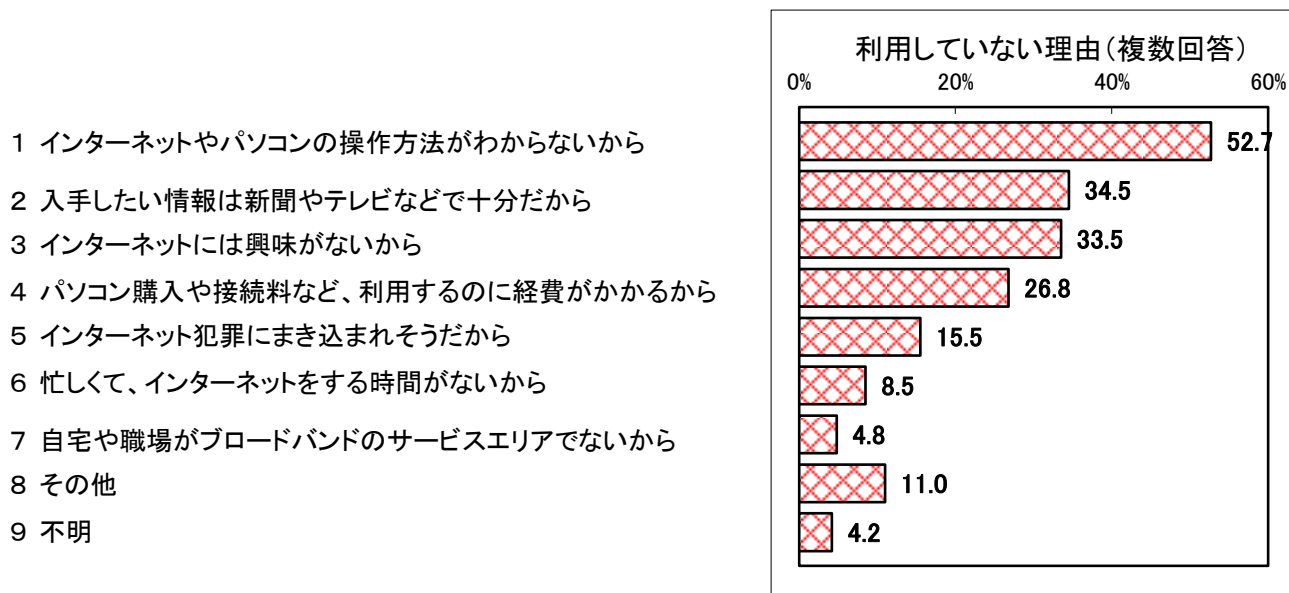 利用していない理由(複数回答)
0% 20% 40% 60%
1 インターネットやパソコンの操作方法がわからないから 52.7
2 入手したい情報は新聞やテレビなどで十分だから 34.5
3 インターネットには興味がないから 33.5
4 パソコン購入や接続料など、利用するのに経費がかかるから 26.8
5 インターネット犯罪にまき込まれそうだから 15.5
6 忙しくて、インターネットをする時間がないから 8.5
7 自宅や職場がブロードバンドのサービスエリアでないから 4.8
8 その他 11.0
9 不明 4.2